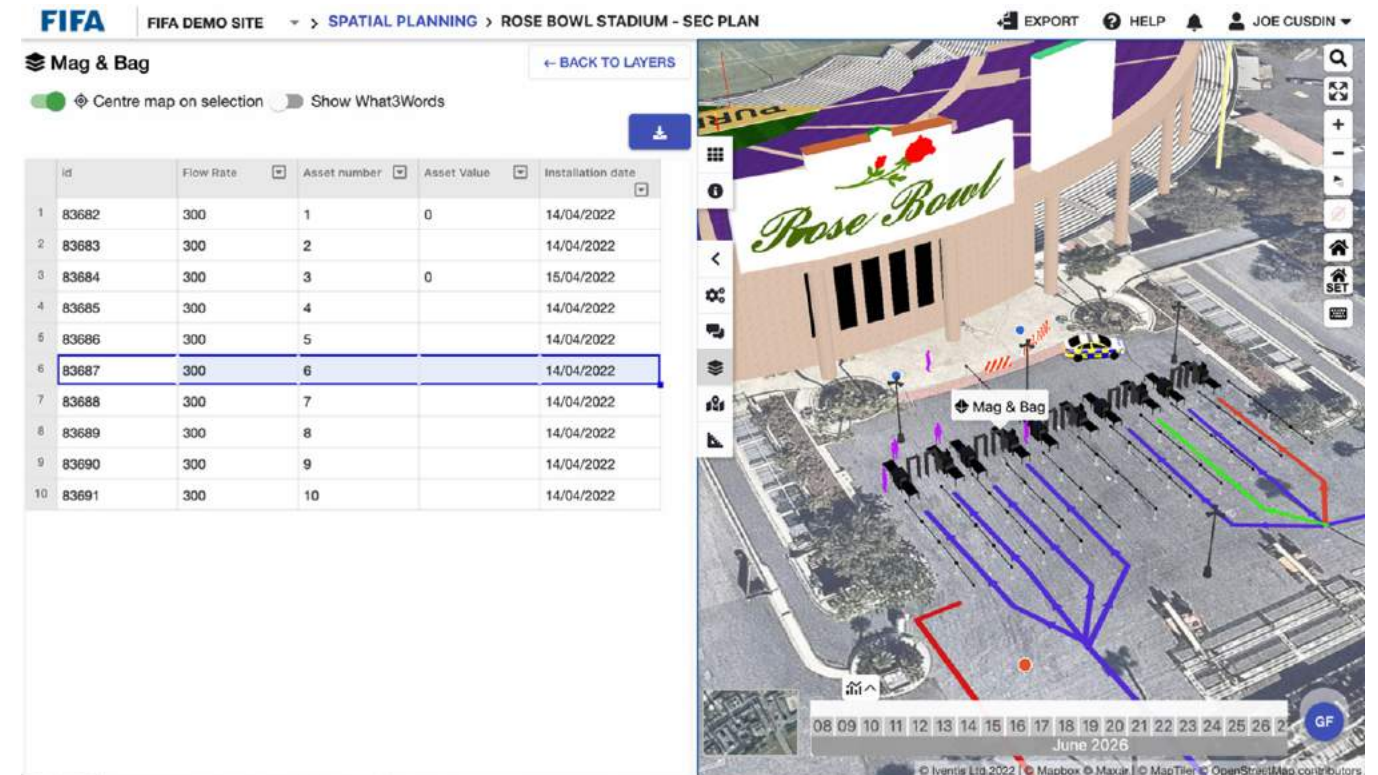 FIFA FIFA DEMO SITE > SPATIAL PLANNING > ROSE BOWL STADIUM - SEC PLAN EXPORT HELP JOE CUSDIN
Mag & Bag ← BACK TO LAYERS
Centre map on selection Show What3Words
id Flow Rate Asset number Asset Value Installation date
1 83682 300 1 0 14/04/2022
2 83683 300 2 14/04/2022
3 83684 300 3 0 15/04/2022
4 83685 300 4 14/04/2022
5 83686 300 5 14/04/2022
6 83687 300 6 14/04/2022
7 83688 300 7 14/04/2022
8 83689 300 8 14/04/2022
9 83690 300 9 14/04/2022
10 83691 300 10 14/04/2022
Rose Bowl
SET
Mag & Bag
08 09 10 11 12 13 14 15 16 17 18 19 20 21 22 23 24 25 26
June 2026
GF
© Iventis Ltd 2022 | © Mapbox © Maxar | © MapTiler © OpenStreetMap contributors